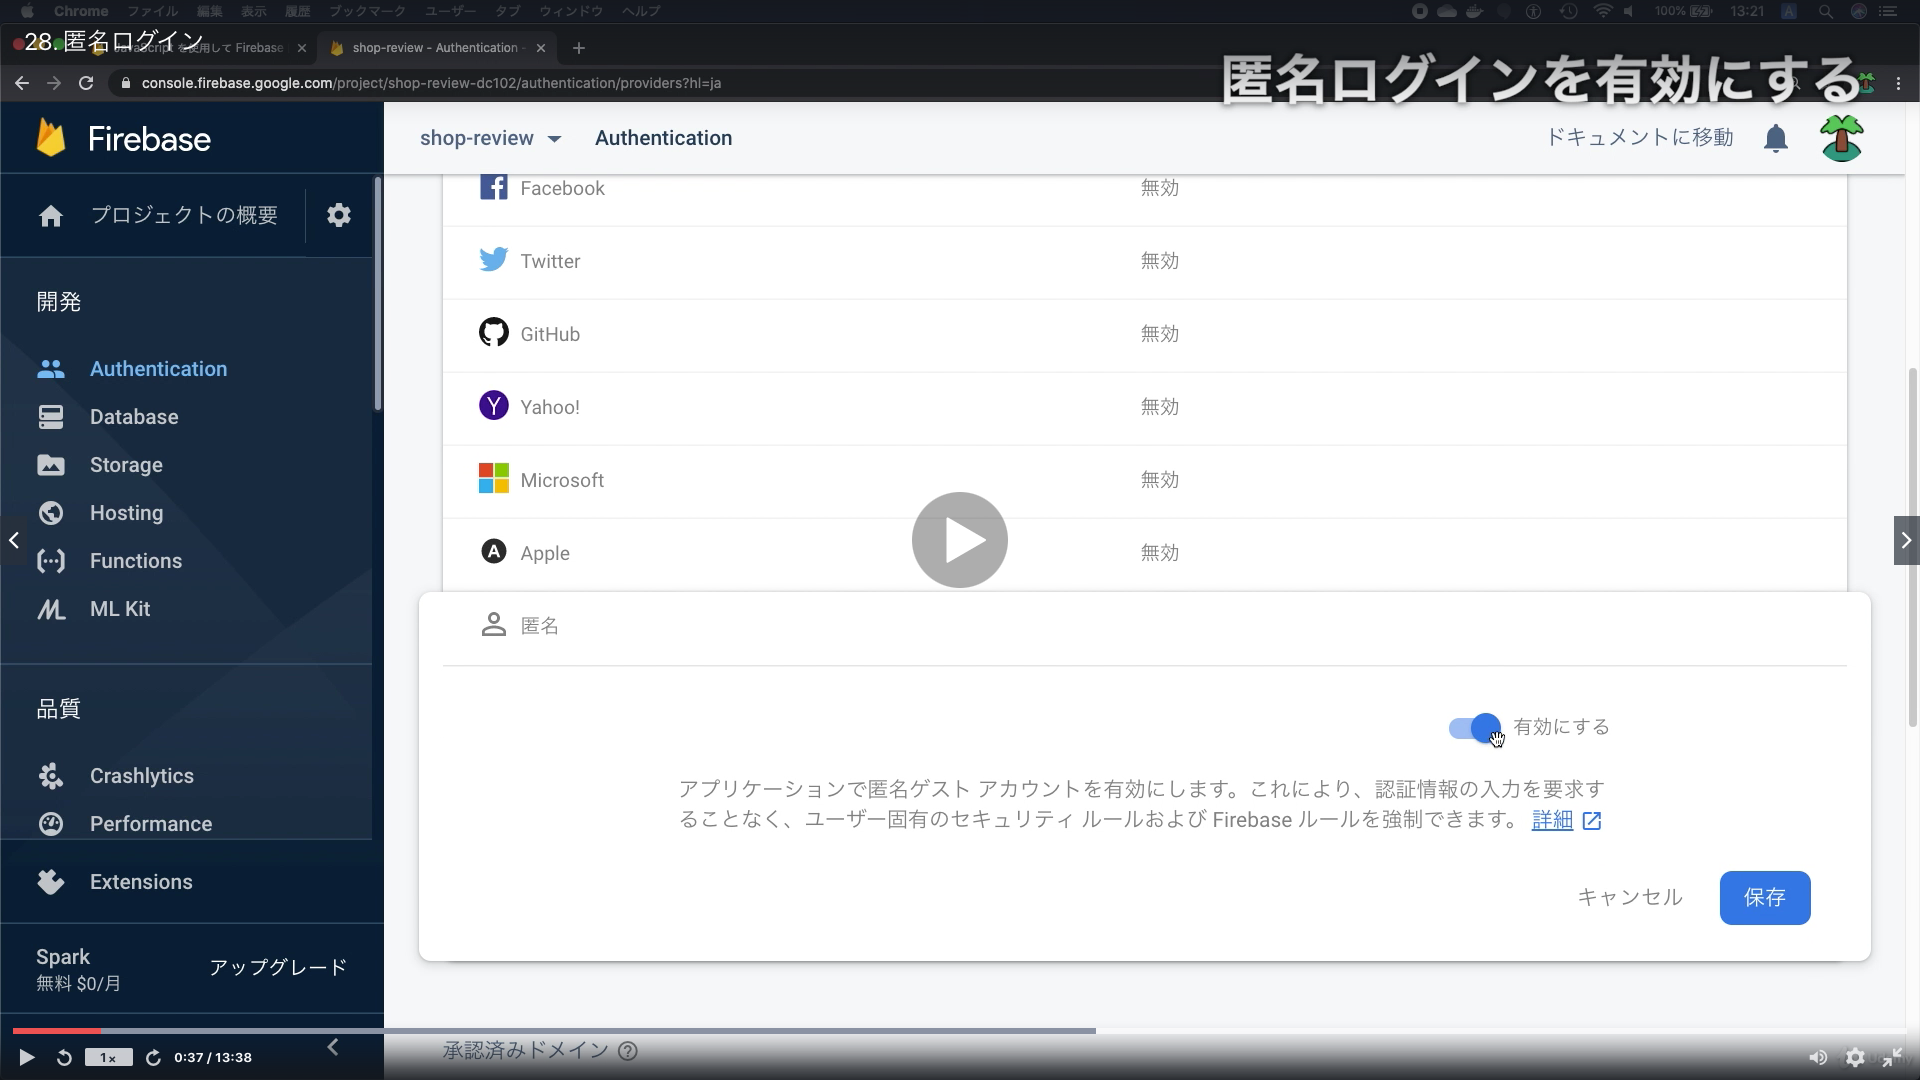 Chrome ファイル 編集 表示 履歴 ブックマーク ユーザー タブ ウィンドウ ヘルプ 100% 13:21 A
28. 匿名ログイン
JavaScript を使用して Firebase
shop-review - Authentication -
console.firebase.google.com/project/shop-review-dc102/authentication/providers?hl=ja
匿名ログインを有効にする
Firebase
shop-review Authentication ドキュメントに移動
プロジェクトの概要
開発
Authentication
Database
Storage
Hosting
Functions
ML Kit
品質
Crashlytics
Performance
Extensions
Spark
無料 $0/月
アップグレード
Facebook 無効
Twitter 無効
GitHub 無効
Yahoo! 無効
Microsoft 無効
Apple 無効
匿名
有効にする
アプリケーションで匿名ゲスト アカウントを有効にします。これにより、認証情報の入力を要求す
ることなく、ユーザー固有のセキュリティ ルールおよび Firebase ルールを強制できます。 詳細
キャンセル 保存
承認済みドメイン
1x 0:37 / 13:38